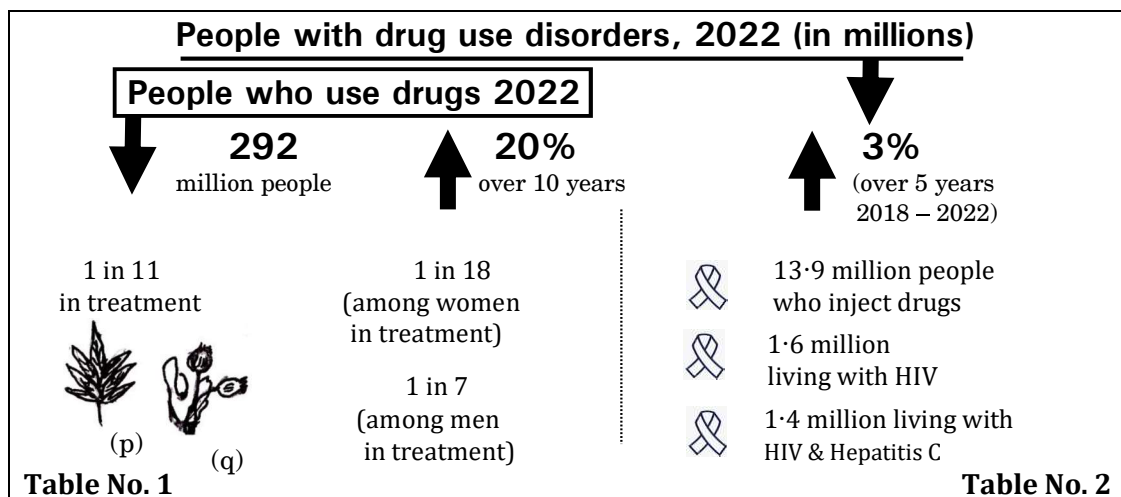 People with drug use disorders, 2022 (in millions)
People who use drugs 2022
292
million people
20%
over 10 years
3%
(over 5 years
2018 – 2022)
1 in 11
in treatment
(p)
(q)
1 in 18
(among women
in treatment)
1 in 7
(among men
in treatment)
13·9 million people
who inject drugs
1·6 million
living with HIV
1·4 million living with
HIV & Hepatitis C
Table No. 1
Table No. 2